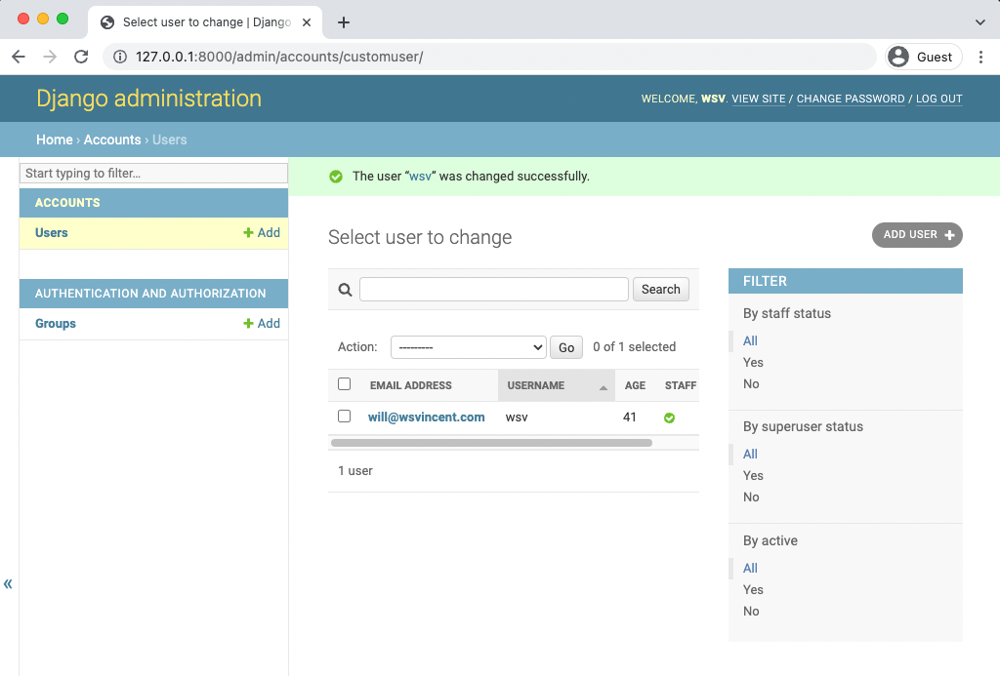 Select user to change | Django
127.0.0.1:8000/admin/accounts/customuser/
Guest
Django administration
WELCOME, WSV. VIEW SITE / CHANGE PASSWORD / LOG OUT
Home › Accounts › Users
Start typing to filter...
ACCOUNTS
Users + Add
AUTHENTICATION AND AUTHORIZATION
Groups + Add
«
The user “wsv” was changed successfully.
Select user to change
ADD USER +
Search
Action: --------- Go 0 of 1 selected
EMAIL ADDRESS USERNAME AGE STAFF
will@wsvincent.com wsv 41
1 user
FILTER
By staff status
All
Yes
No
By superuser status
All
Yes
No
By active
All
Yes
No